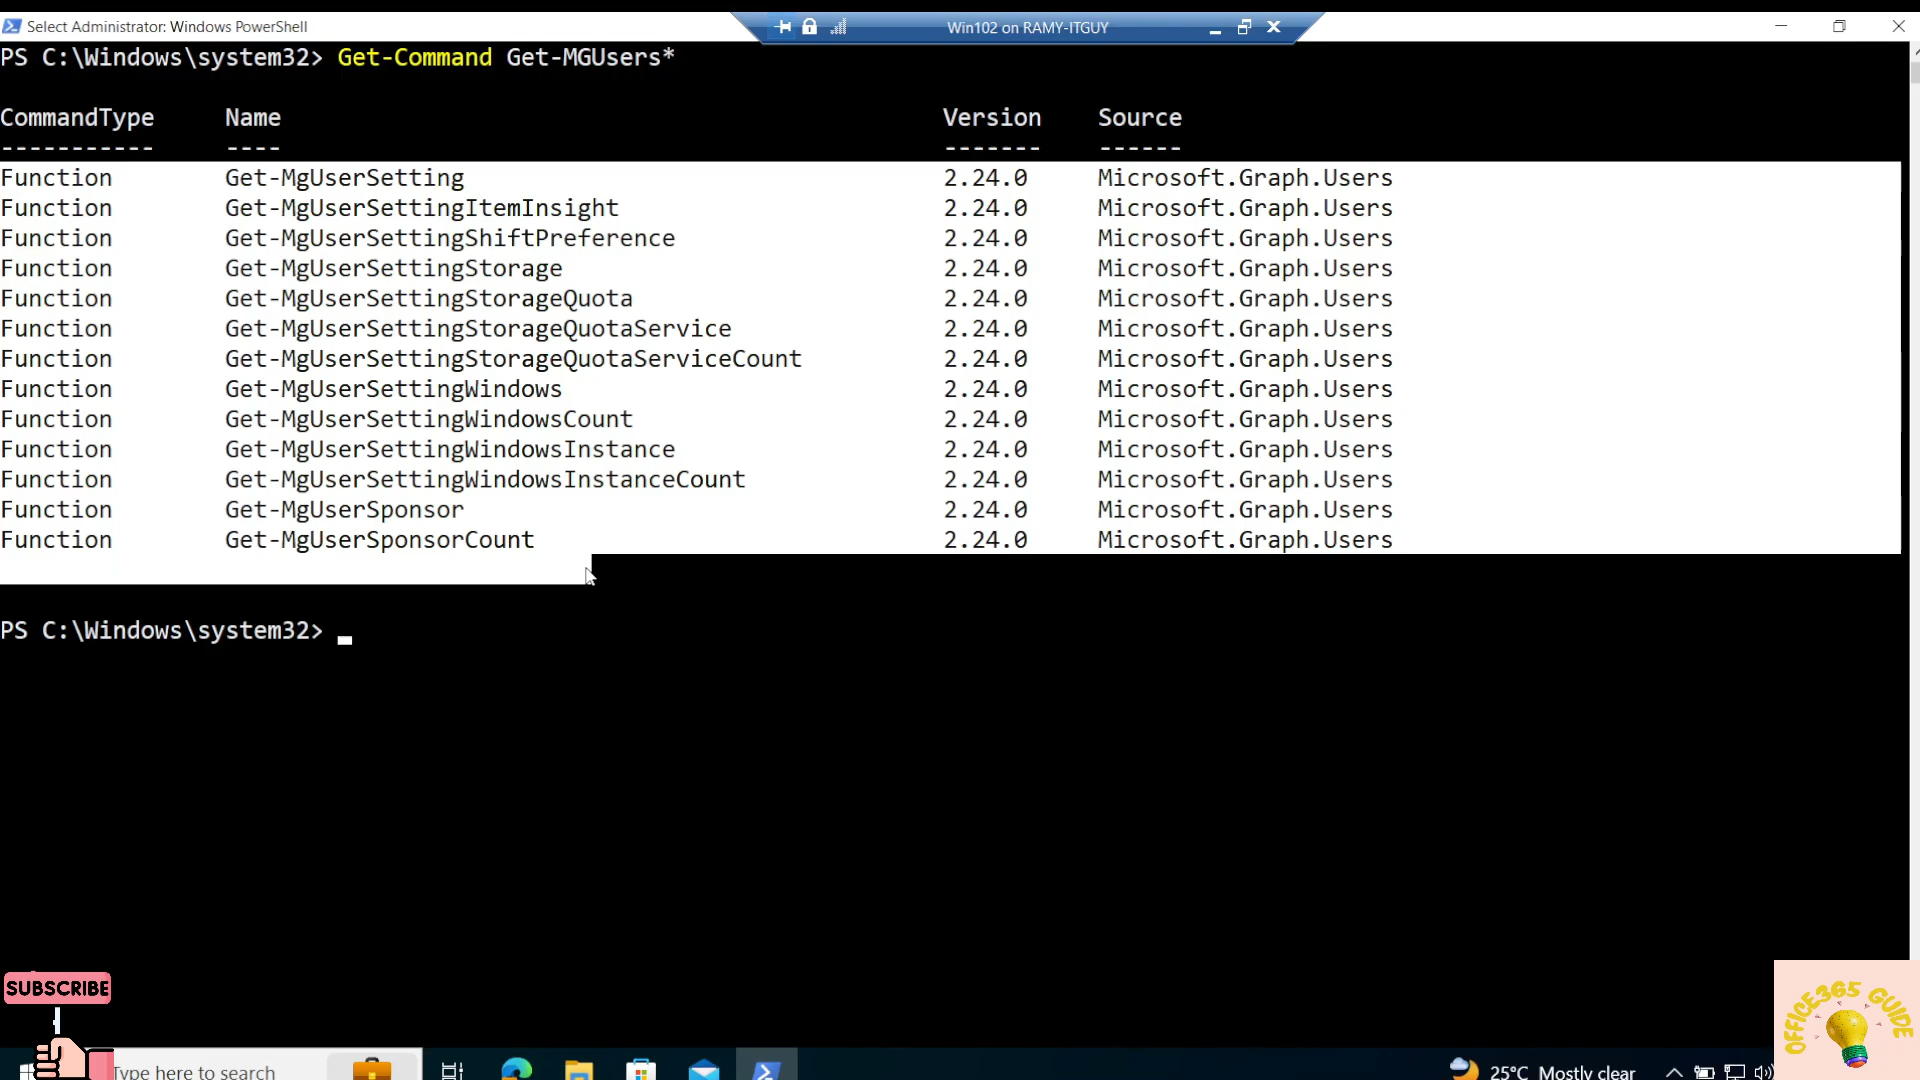 Select Administrator: Windows PowerShell
Win102 on RAMY-ITGUY
PS C:\Windows\system32> Get-Command Get-MGUsers*
CommandType Name Version Source
----------- ---- ------- ------
Function Get-MgUserSetting 2.24.0 Microsoft.Graph.Users
Function Get-MgUserSettingItemInsight 2.24.0 Microsoft.Graph.Users
Function Get-MgUserSettingShiftPreference 2.24.0 Microsoft.Graph.Users
Function Get-MgUserSettingStorage 2.24.0 Microsoft.Graph.Users
Function Get-MgUserSettingStorageQuota 2.24.0 Microsoft.Graph.Users
Function Get-MgUserSettingStorageQuotaService 2.24.0 Microsoft.Graph.Users
Function Get-MgUserSettingStorageQuotaServiceCount 2.24.0 Microsoft.Graph.Users
Function Get-MgUserSettingWindows 2.24.0 Microsoft.Graph.Users
Function Get-MgUserSettingWindowsCount 2.24.0 Microsoft.Graph.Users
Function Get-MgUserSettingWindowsInstance 2.24.0 Microsoft.Graph.Users
Function Get-MgUserSettingWindowsInstanceCount 2.24.0 Microsoft.Graph.Users
Function Get-MgUserSponsor 2.24.0 Microsoft.Graph.Users
Function Get-MgUserSponsorCount 2.24.0 Microsoft.Graph.Users
PS C:\Windows\system32>
SUBSCRIBE
OFFICE365 GUIDE
Type here to search
25°C Mostly clear